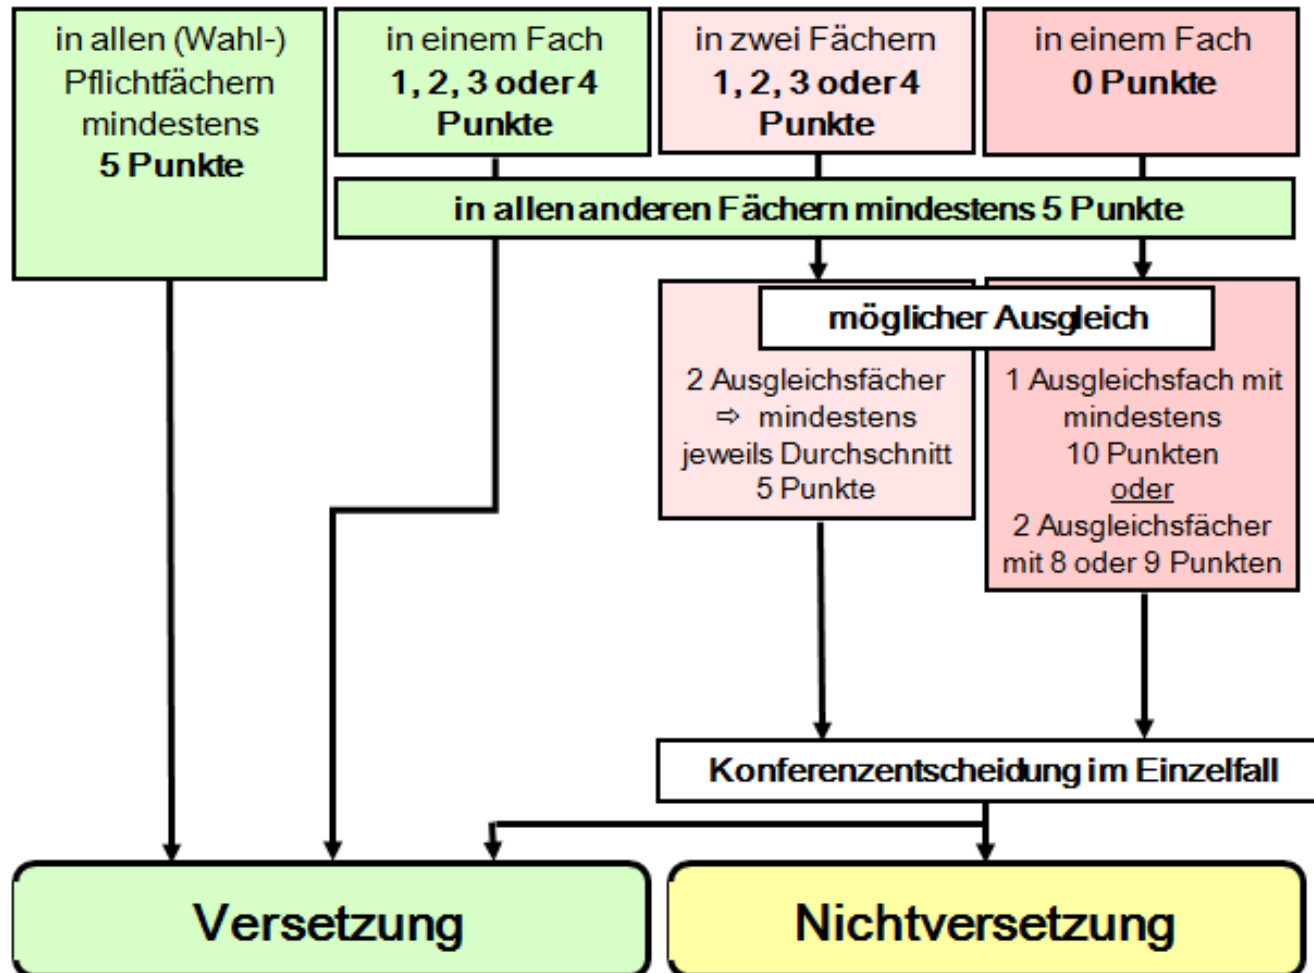 in allen (Wahl-)
Pflichtfächern
mindestens
5 Punkte
in einem Fach
1, 2, 3 oder 4
Punkte
in zwei Fächern
1, 2, 3 oder 4
Punkte
in einem Fach
0 Punkte
in allen anderen Fächern mindestens 5 Punkte
möglicher Ausgleich
2 Ausgleichsfächer
⇨ mindestens
jeweils Durchschnitt
5 Punkte
1 Ausgleichsfach mit
mindestens
10 Punkten
oder
2 Ausgleichsfächer
mit 8 oder 9 Punkten
Konferenzentscheidung im Einzelfall
Versetzung
Nichtversetzung